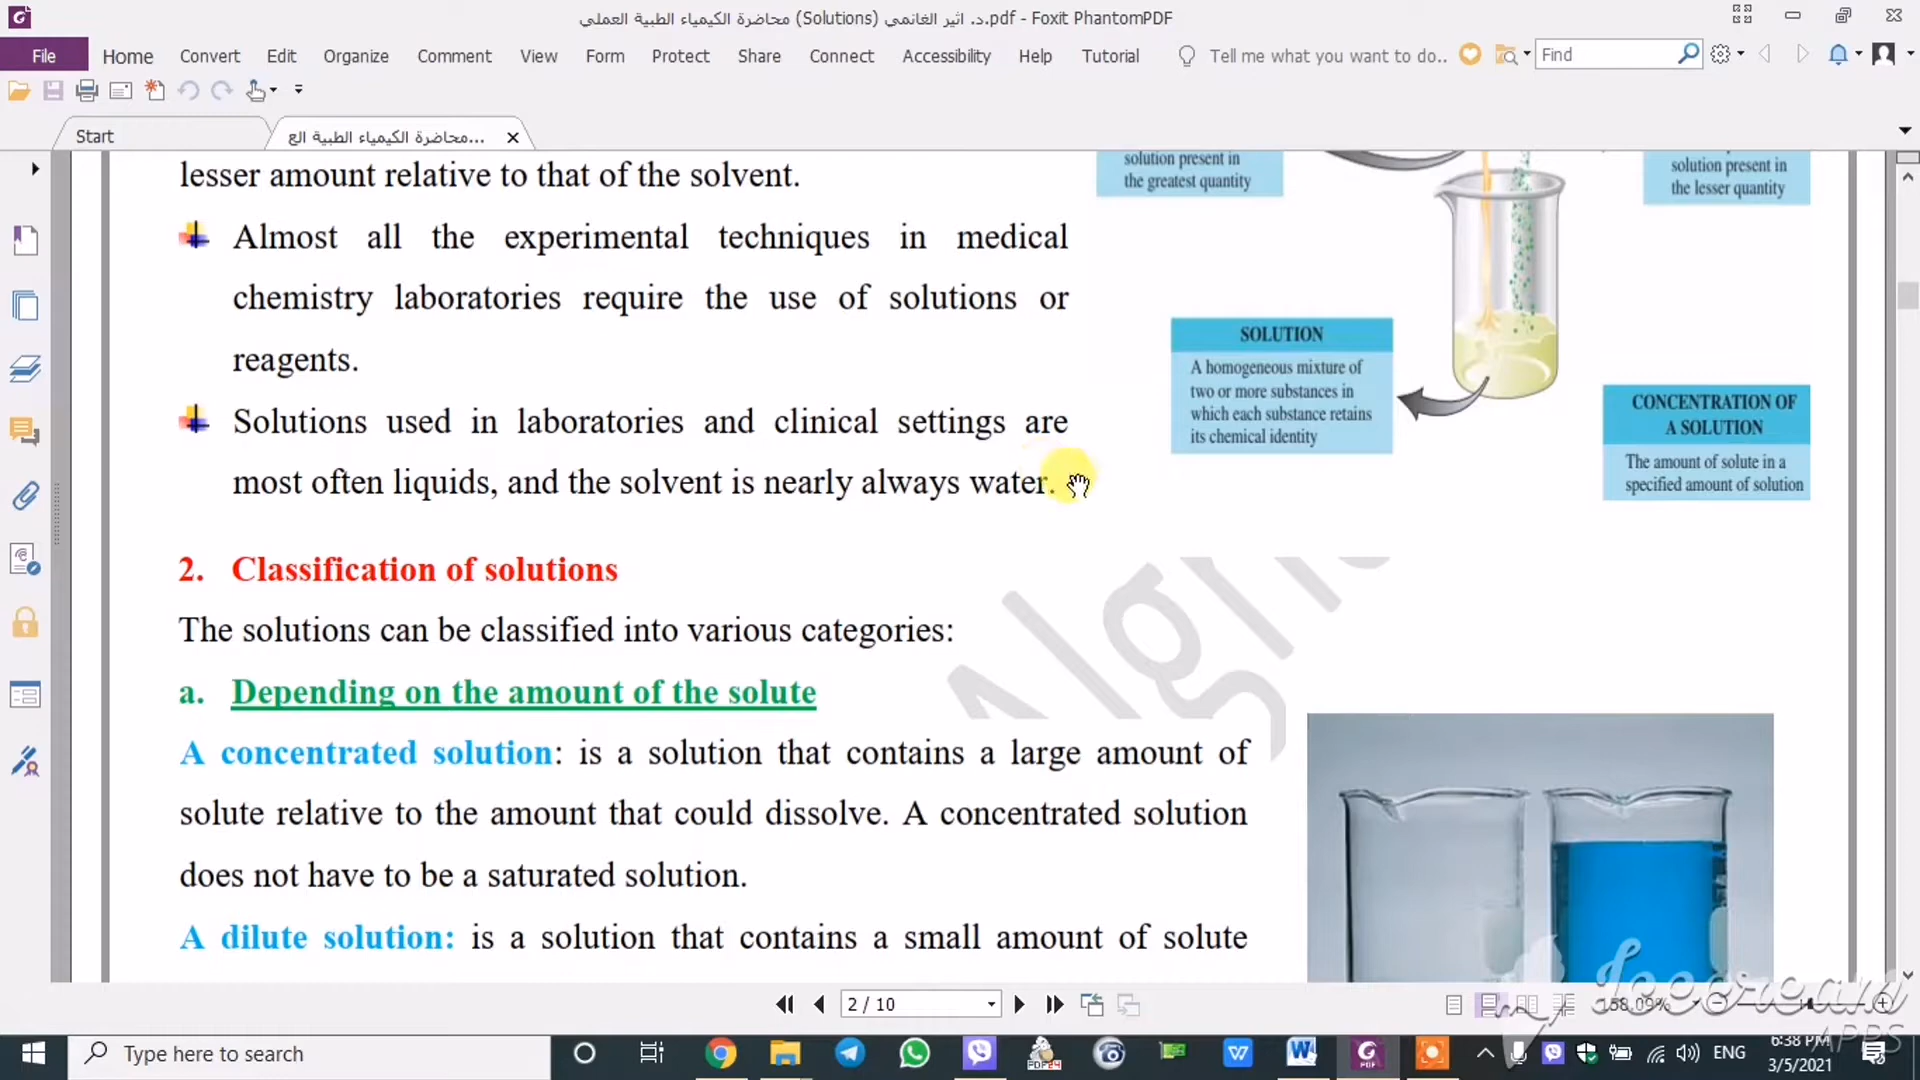 محاضرة الكيمياء الطبية العملي (Solutions) د. اثير الغانمي.pdf - Foxit PhantomPDF
File Home Convert Edit Organize Comment View Form Protect Share Connect Accessibility Help Tutorial Tell me what you want to do.. Find
Start
محاضرة الكيمياء الطبية الع...
lesser amount relative to that of the solvent.
Almost all the experimental techniques in medical
chemistry laboratories require the use of solutions or
reagents.
Solutions used in laboratories and clinical settings are
most often liquids, and the solvent is nearly always water.
solution present in
the greatest quantity
solution present in
the lesser quantity
SOLUTION
A homogeneous mixture of
two or more substances in
which each substance retains
its chemical identity
CONCENTRATION OF
A SOLUTION
The amount of solute in a
specified amount of solution
2. Classification of solutions
The solutions can be classified into various categories:
a. Depending on the amount of the solute
A concentrated solution: is a solution that contains a large amount of
solute relative to the amount that could dissolve. A concentrated solution
does not have to be a saturated solution.
A dilute solution: is a solution that contains a small amount of solute
2 / 10
158.09%
Icecream
APPS
Type here to search
PDF24
PDF
ENG
6:38 PM
3/5/2021